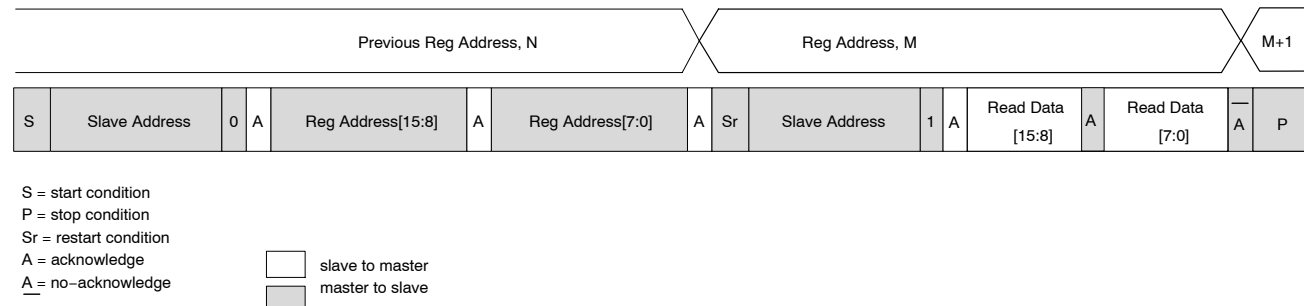 Previous Reg Address, N
Reg Address, M
M+1
S
Slave Address
0
A
Reg Address[15:8]
A
Reg Address[7:0]
A
Sr
Slave Address
1
A
Read Data
[15:8]
A
Read Data
[7:0]
A
P
S = start condition
P = stop condition
Sr = restart condition
A = acknowledge
A = no−acknowledge
slave to master
master to slave